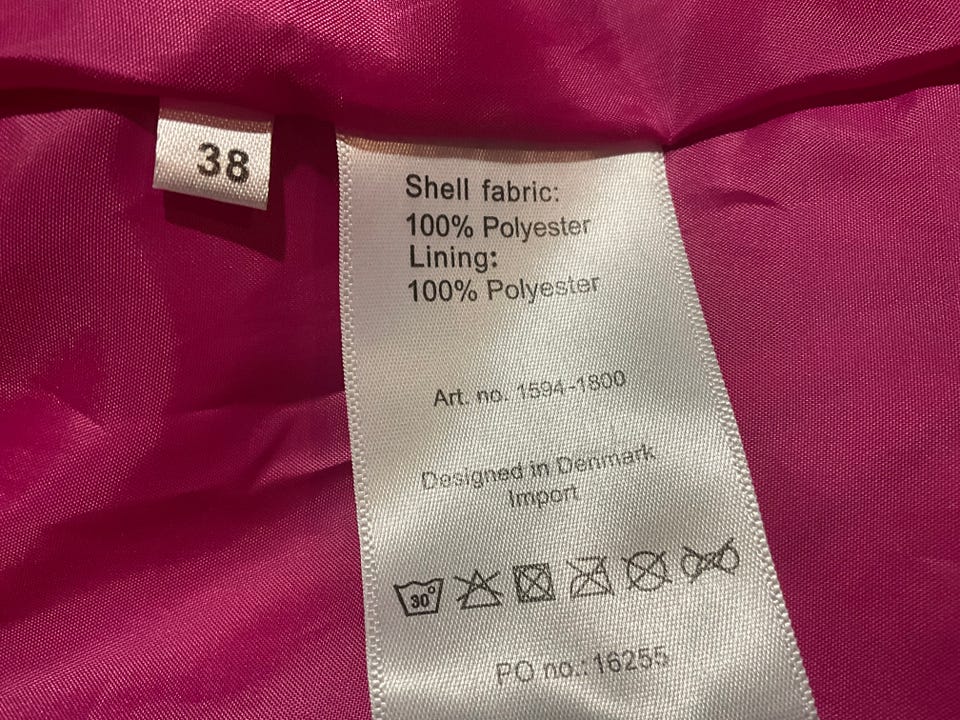 38
Shell fabric:
100% Polyester
Lining:
100% Polyester
Art. no. 1594-1800
Designed in Denmark
Import
30°
PO no.: 16255